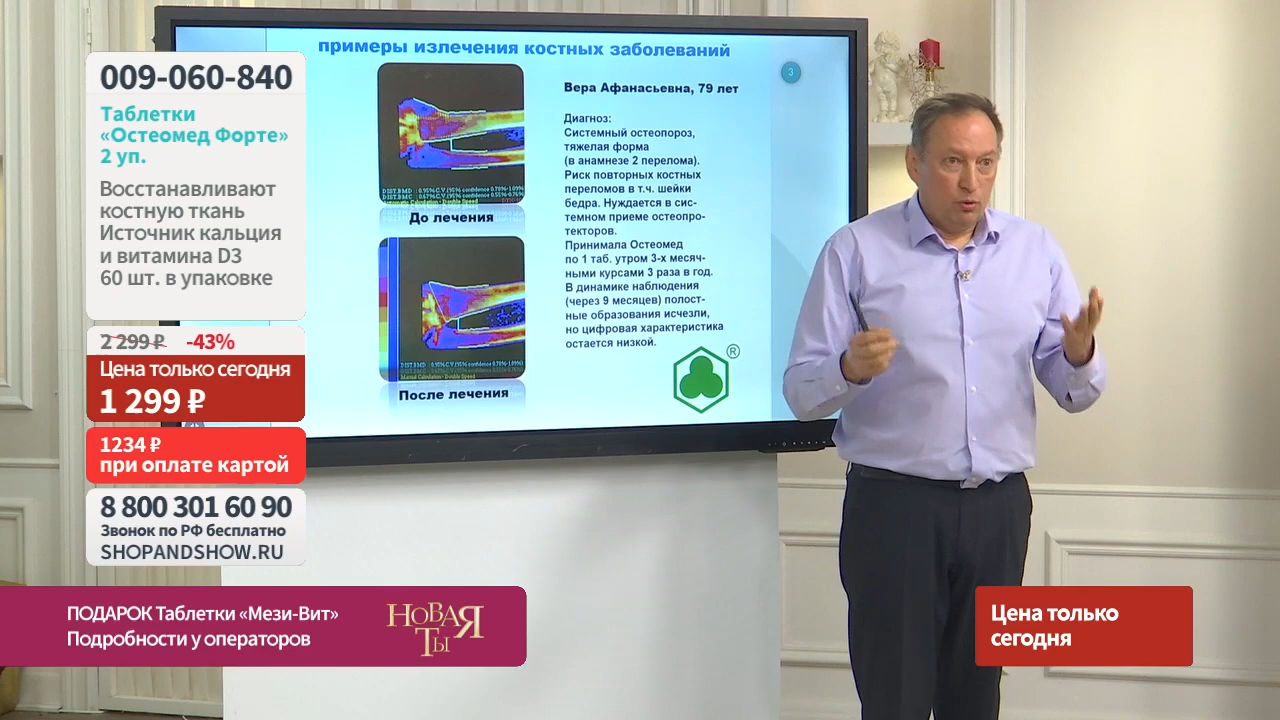 009-060-840
Таблетки
«Остеомед Форте»
2 уп.
Восстанавливают
костную ткань
Источник кальция
и витамина D3
60 шт. в упаковке
2 299 ₽ -43%
Цена только сегодня
1 299 ₽
1234 ₽
при оплате картой
8 800 301 60 90
Звонок по РФ бесплатно
SHOPANDSHOW.RU
примеры излечения костных заболеваний
3
До лечения
После лечения
Вера Афанасьевна, 79 лет
Диагноз:
Системный остеопороз,
тяжелая форма
(в анамнезе 2 перелома).
Риск повторных костных
переломов в т.ч. шейки
бедра. Нуждается в сис-
темном приеме остеопро-
текторов.
Принимала Остеомед
по 1 таб. утром 3-х месяч-
ными курсами 3 раза в год.
В динамике наблюдения
(через 9 месяцев) полост-
ные образования исчезли,
но цифровая характеристика
остается низкой.
®
ПОДАРОК Таблетки «Мези-Вит»
Подробности у операторов
НОВАЯ
ТЫ
Цена только
сегодня